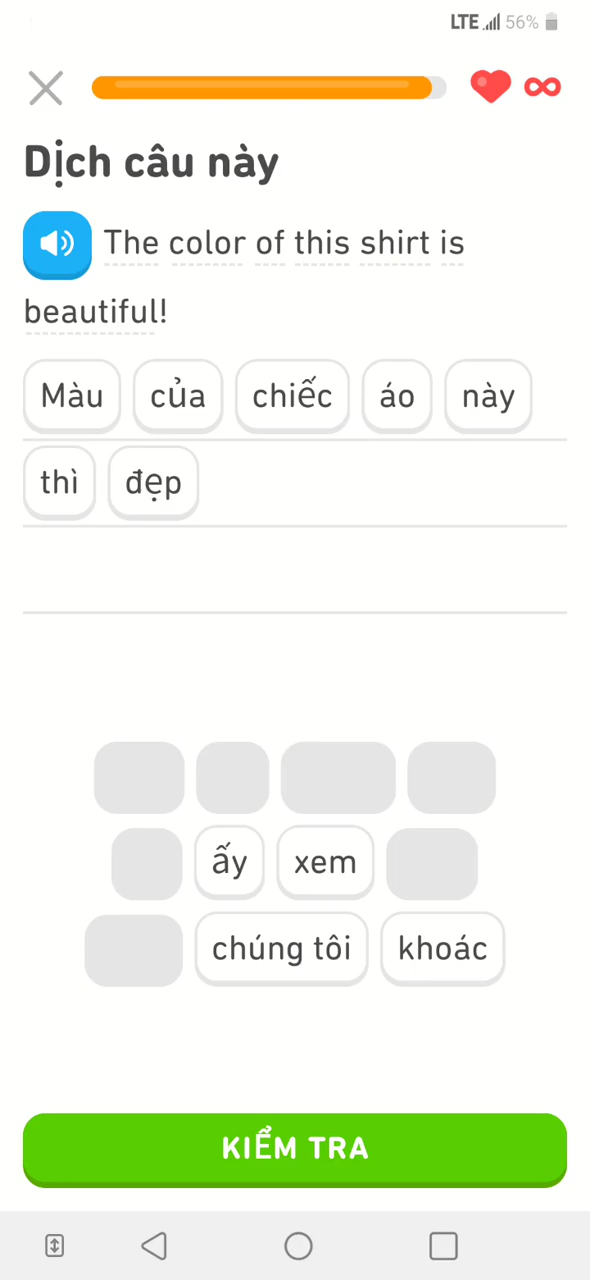 LTE 56%
Dịch câu này
The color of this shirt is
beautiful!
Màu của chiếc áo này
thì đẹp
ấy xem
chúng tôi khoác
KIỂM TRA